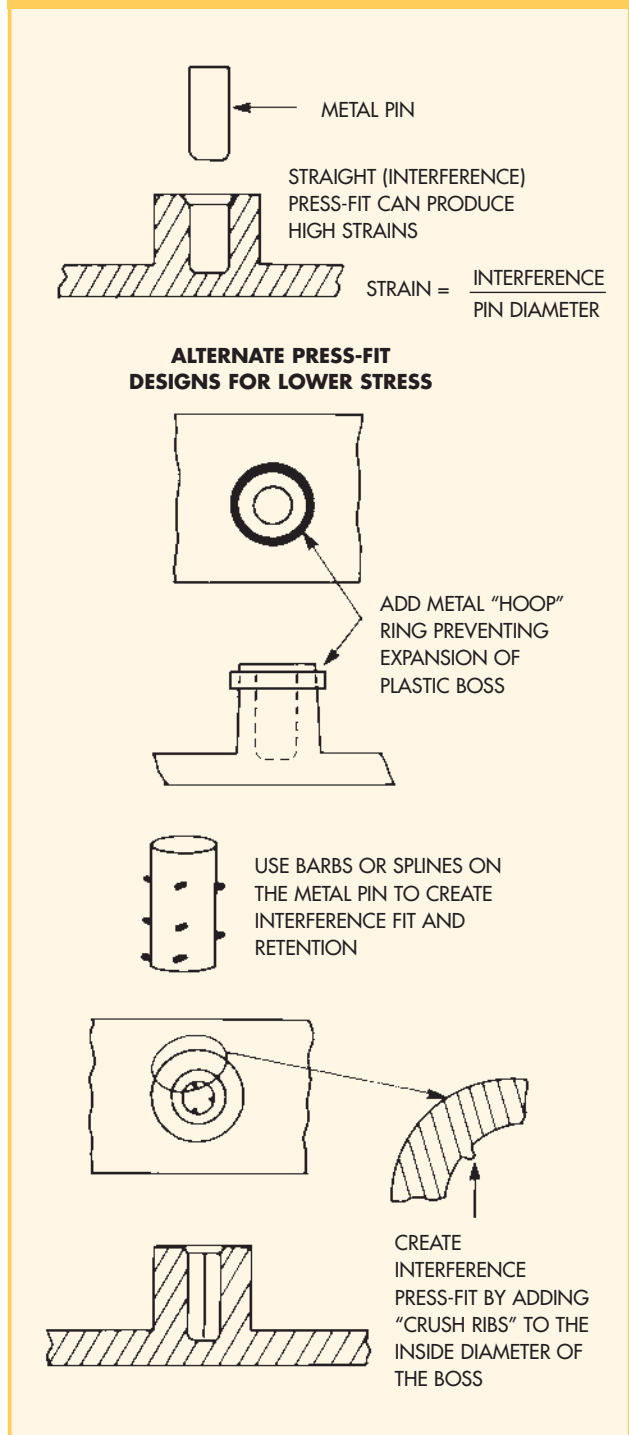 METAL PIN
STRAIGHT (INTERFERENCE)
PRESS-FIT CAN PRODUCE
HIGH STRAINS
STRAIN = INTERFERENCE
PIN DIAMETER
ALTERNATE PRESS-FIT
DESIGNS FOR LOWER STRESS
ADD METAL “HOOP”
RING PREVENTING
EXPANSION OF
PLASTIC BOSS
USE BARBS OR SPLINES ON
THE METAL PIN TO CREATE
INTERFERENCE FIT AND
RETENTION
CREATE
INTERFERENCE
PRESS-FIT BY ADDING
“CRUSH RIBS” TO THE
INSIDE DIAMETER OF
THE BOSS